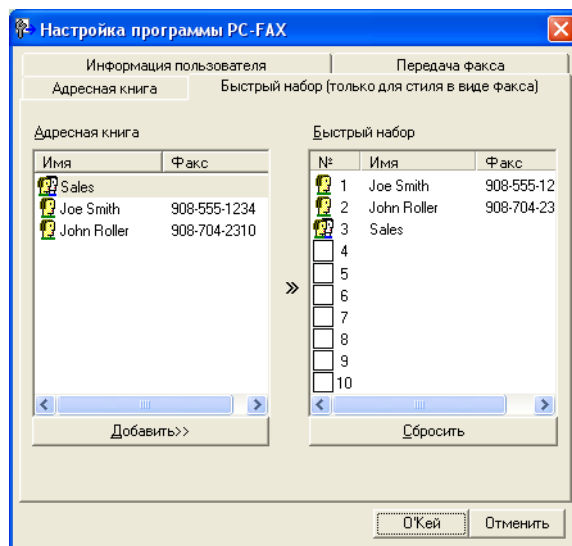 Настройка программы PC-FAX
Информация пользователя Передача факса
Адресная книга Быстрый набор (только для стиля в виде факса)
Адресная книга Быстрый набор
Имя Факс № Имя Факс
Sales 1 Joe Smith 908-555-12
Joe Smith 908-555-1234 2 John Roller 908-704-23
John Roller 908-704-2310 3 Sales
4
5
6
7
8
9
10
»
Добавить>> Сбросить
О'Кей Отменить